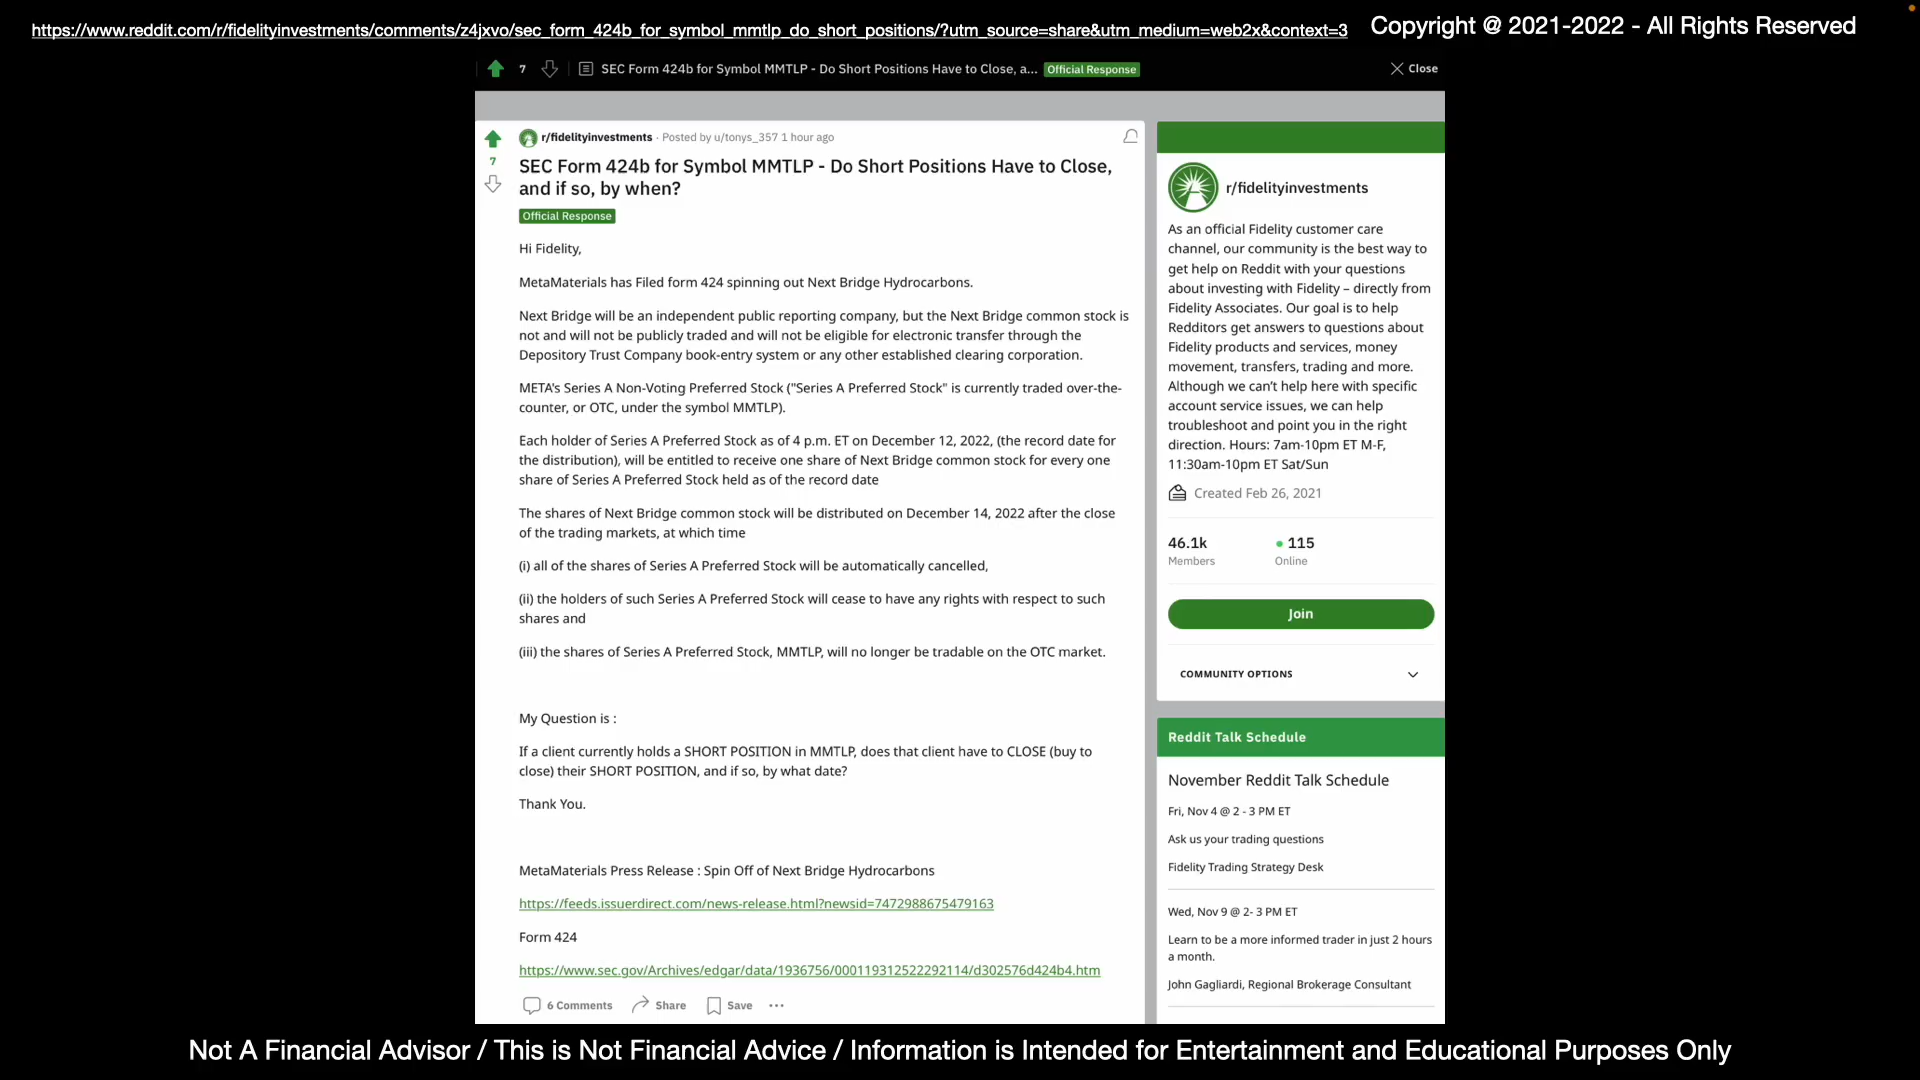 https://www.reddit.com/r/fidelityinvestments/comments/z4jxvo/sec_form_424b_for_symbol_mmtlp_do_short_positions/?utm_source=share&utm_medium=web2x&context=3
Copyright @ 2021-2022 - All Rights Reserved
7 SEC Form 424b for Symbol MMTLP - Do Short Positions Have to Close, a... Official Response
Close
r/fidelityinvestments · Posted by u/tonys_357 1 hour ago
7
SEC Form 424b for Symbol MMTLP - Do Short Positions Have to Close,
and if so, by when?
Official Response
Hi Fidelity,
MetaMaterials has Filed form 424 spinning out Next Bridge Hydrocarbons.
Next Bridge will be an independent public reporting company, but the Next Bridge common stock is
not and will not be publicly traded and will not be eligible for electronic transfer through the
Depository Trust Company book-entry system or any other established clearing corporation.
META's Series A Non-Voting Preferred Stock ("Series A Preferred Stock" is currently traded over-the-
counter, or OTC, under the symbol MMTLP).
Each holder of Series A Preferred Stock as of 4 p.m. ET on December 12, 2022, (the record date for
the distribution), will be entitled to receive one share of Next Bridge common stock for every one
share of Series A Preferred Stock held as of the record date
The shares of Next Bridge common stock will be distributed on December 14, 2022 after the close
of the trading markets, at which time
(i) all of the shares of Series A Preferred Stock will be automatically cancelled,
(ii) the holders of such Series A Preferred Stock will cease to have any rights with respect to such
shares and
(iii) the shares of Series A Preferred Stock, MMTLP, will no longer be tradable on the OTC market.
My Question is :
If a client currently holds a SHORT POSITION in MMTLP, does that client have to CLOSE (buy to
close) their SHORT POSITION, and if so, by what date?
Thank You.
MetaMaterials Press Release : Spin Off of Next Bridge Hydrocarbons
https://feeds.issuerdirect.com/news-release.html?newsid=7472988675479163
Form 424
https://www.sec.gov/Archives/edgar/data/1936756/000119312522292114/d302576d424b4.htm
6 Comments Share Save ...
r/fidelityinvestments
As an official Fidelity customer care
channel, our community is the best way to
get help on Reddit with your questions
about investing with Fidelity – directly from
Fidelity Associates. Our goal is to help
Redditors get answers to questions about
Fidelity products and services, money
movement, transfers, trading and more.
Although we can't help here with specific
account service issues, we can help
troubleshoot and point you in the right
direction. Hours: 7am-10pm ET M-F,
11:30am-10pm ET Sat/Sun
Created Feb 26, 2021
46.1k 115
Members Online
Join
COMMUNITY OPTIONS
Reddit Talk Schedule
November Reddit Talk Schedule
Fri, Nov 4 @ 2 - 3 PM ET
Ask us your trading questions
Fidelity Trading Strategy Desk
Wed, Nov 9 @ 2- 3 PM ET
Learn to be a more informed trader in just 2 hours
a month.
John Gagliardi, Regional Brokerage Consultant
Not A Financial Advisor / This is Not Financial Advice / Information is Intended for Entertainment and Educational Purposes Only